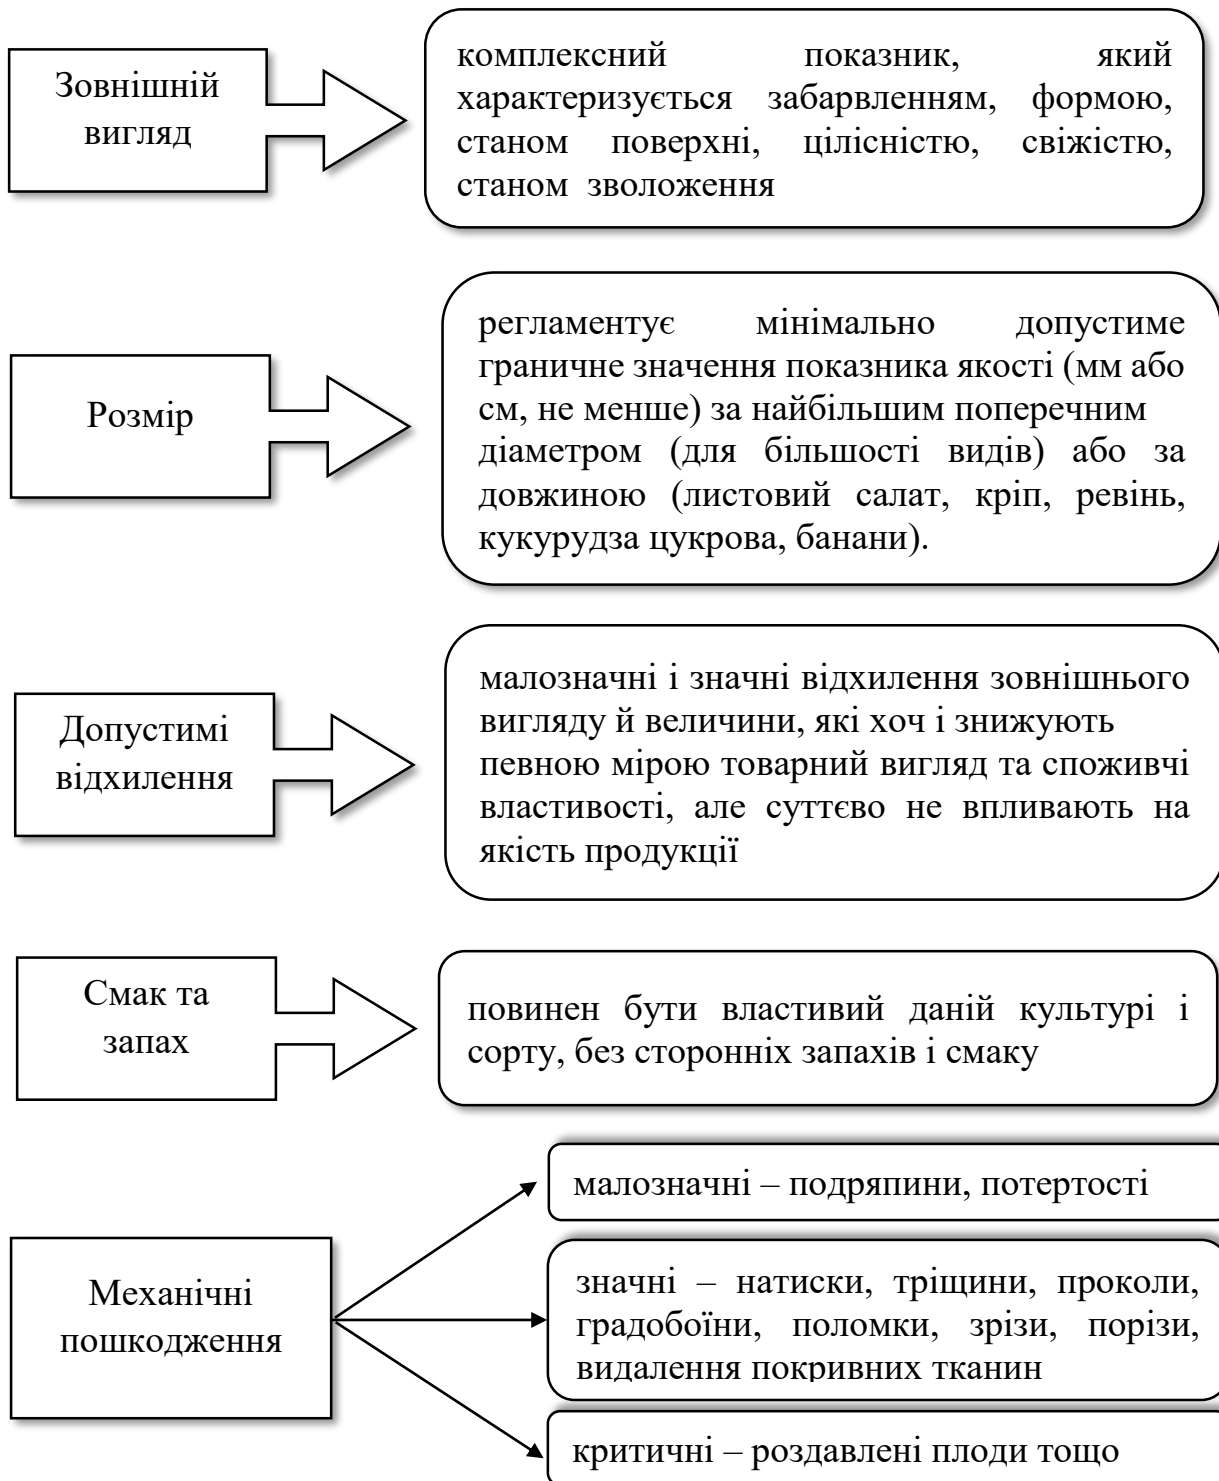 Зовнішній
вигляд
комплексний показник, який
характеризується забарвленням, формою,
станом поверхні, цілісністю, свіжістю,
станом зволоження
Розмір
регламентує мінімально допустиме
граничне значення показника якості (мм або
см, не менше) за найбільшим поперечним
діаметром (для більшості видів) або за
довжиною (листовий салат, кріп, ревінь,
кукурудза цукрова, банани).
Допустимі
відхилення
малозначні і значні відхилення зовнішнього
вигляду й величини, які хоч і знижують
певною мірою товарний вигляд та споживчі
властивості, але суттєво не впливають на
якість продукції
Смак та
запах
повинен бути властивий даній культурі і
сорту, без сторонніх запахів і смаку
Механічні
пошкодження
малозначні – подряпини, потертості
значні – натиски, тріщини, проколи,
градобоїни, поломки, зрізи, порізи,
видалення покривних тканин
критичні – роздавлені плоди тощо